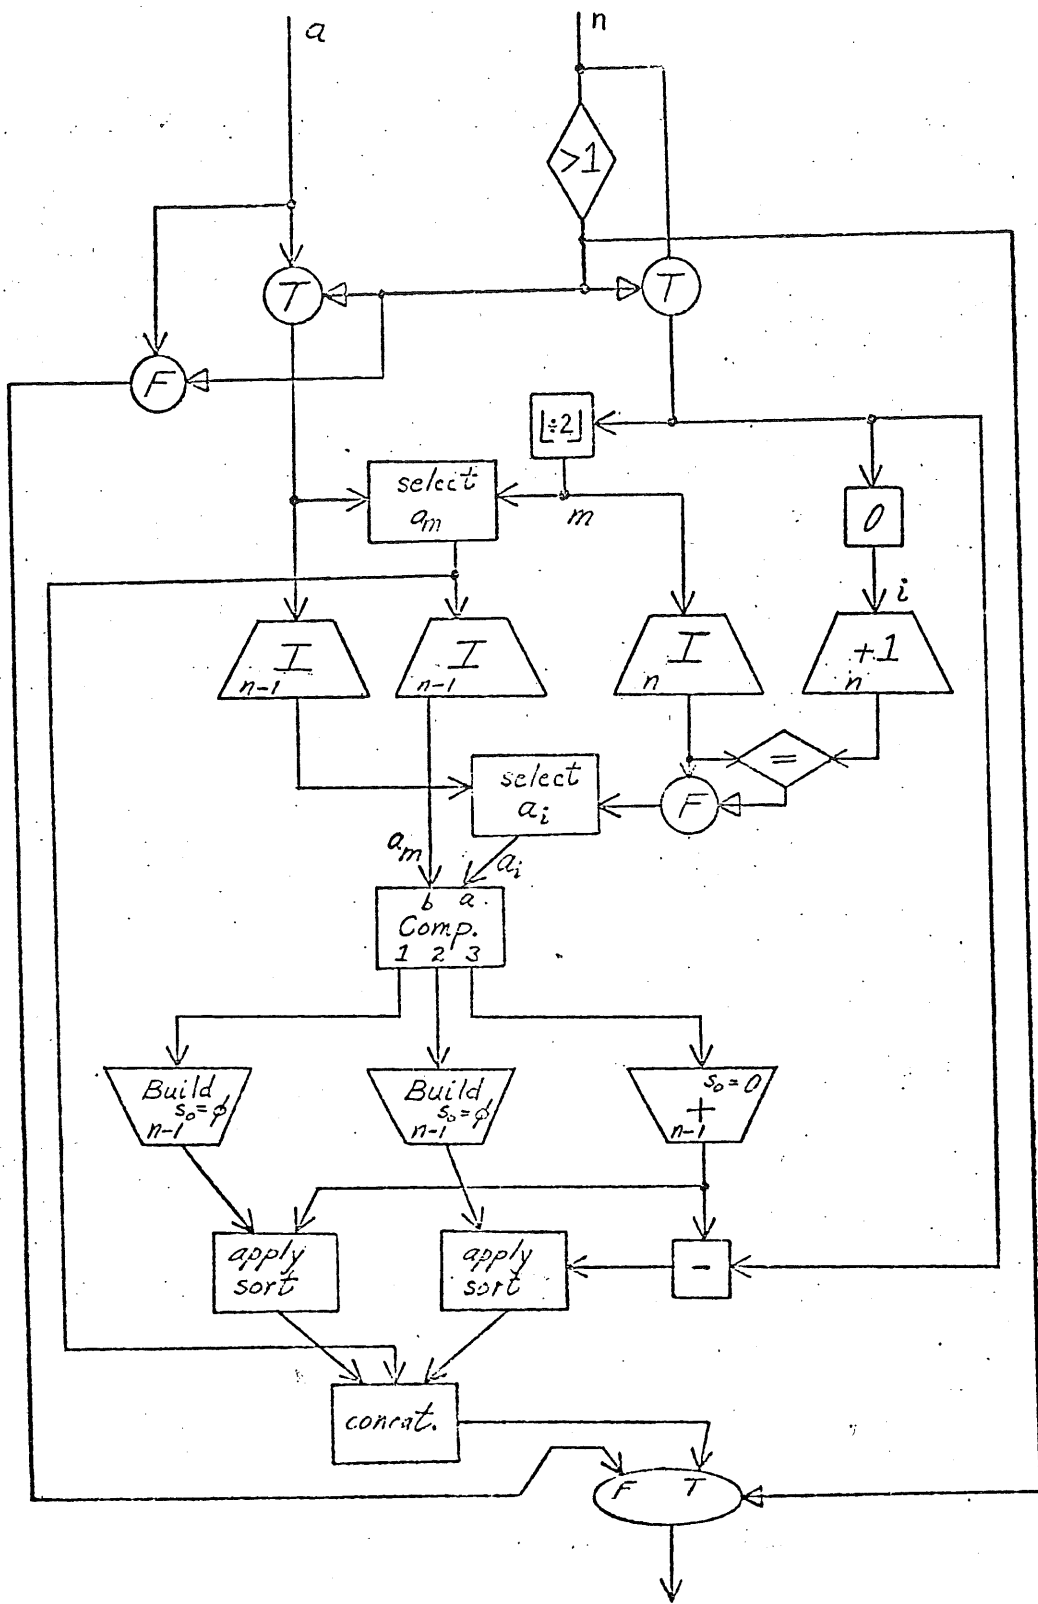 a
n
>1
T
T
F
⌊÷2⌋
select
a_m
m
0
i
I
n-1
I
n-1
I
n
+1
n
=
select
a_i
F
a_m
a_i
b a
Comp.
1 2 3
Build
s_0=ϕ
n-1
Build
s_0=ϕ
n-1
s_0=0
+
n-1
apply
sort
apply
sort
-
concat.
F T